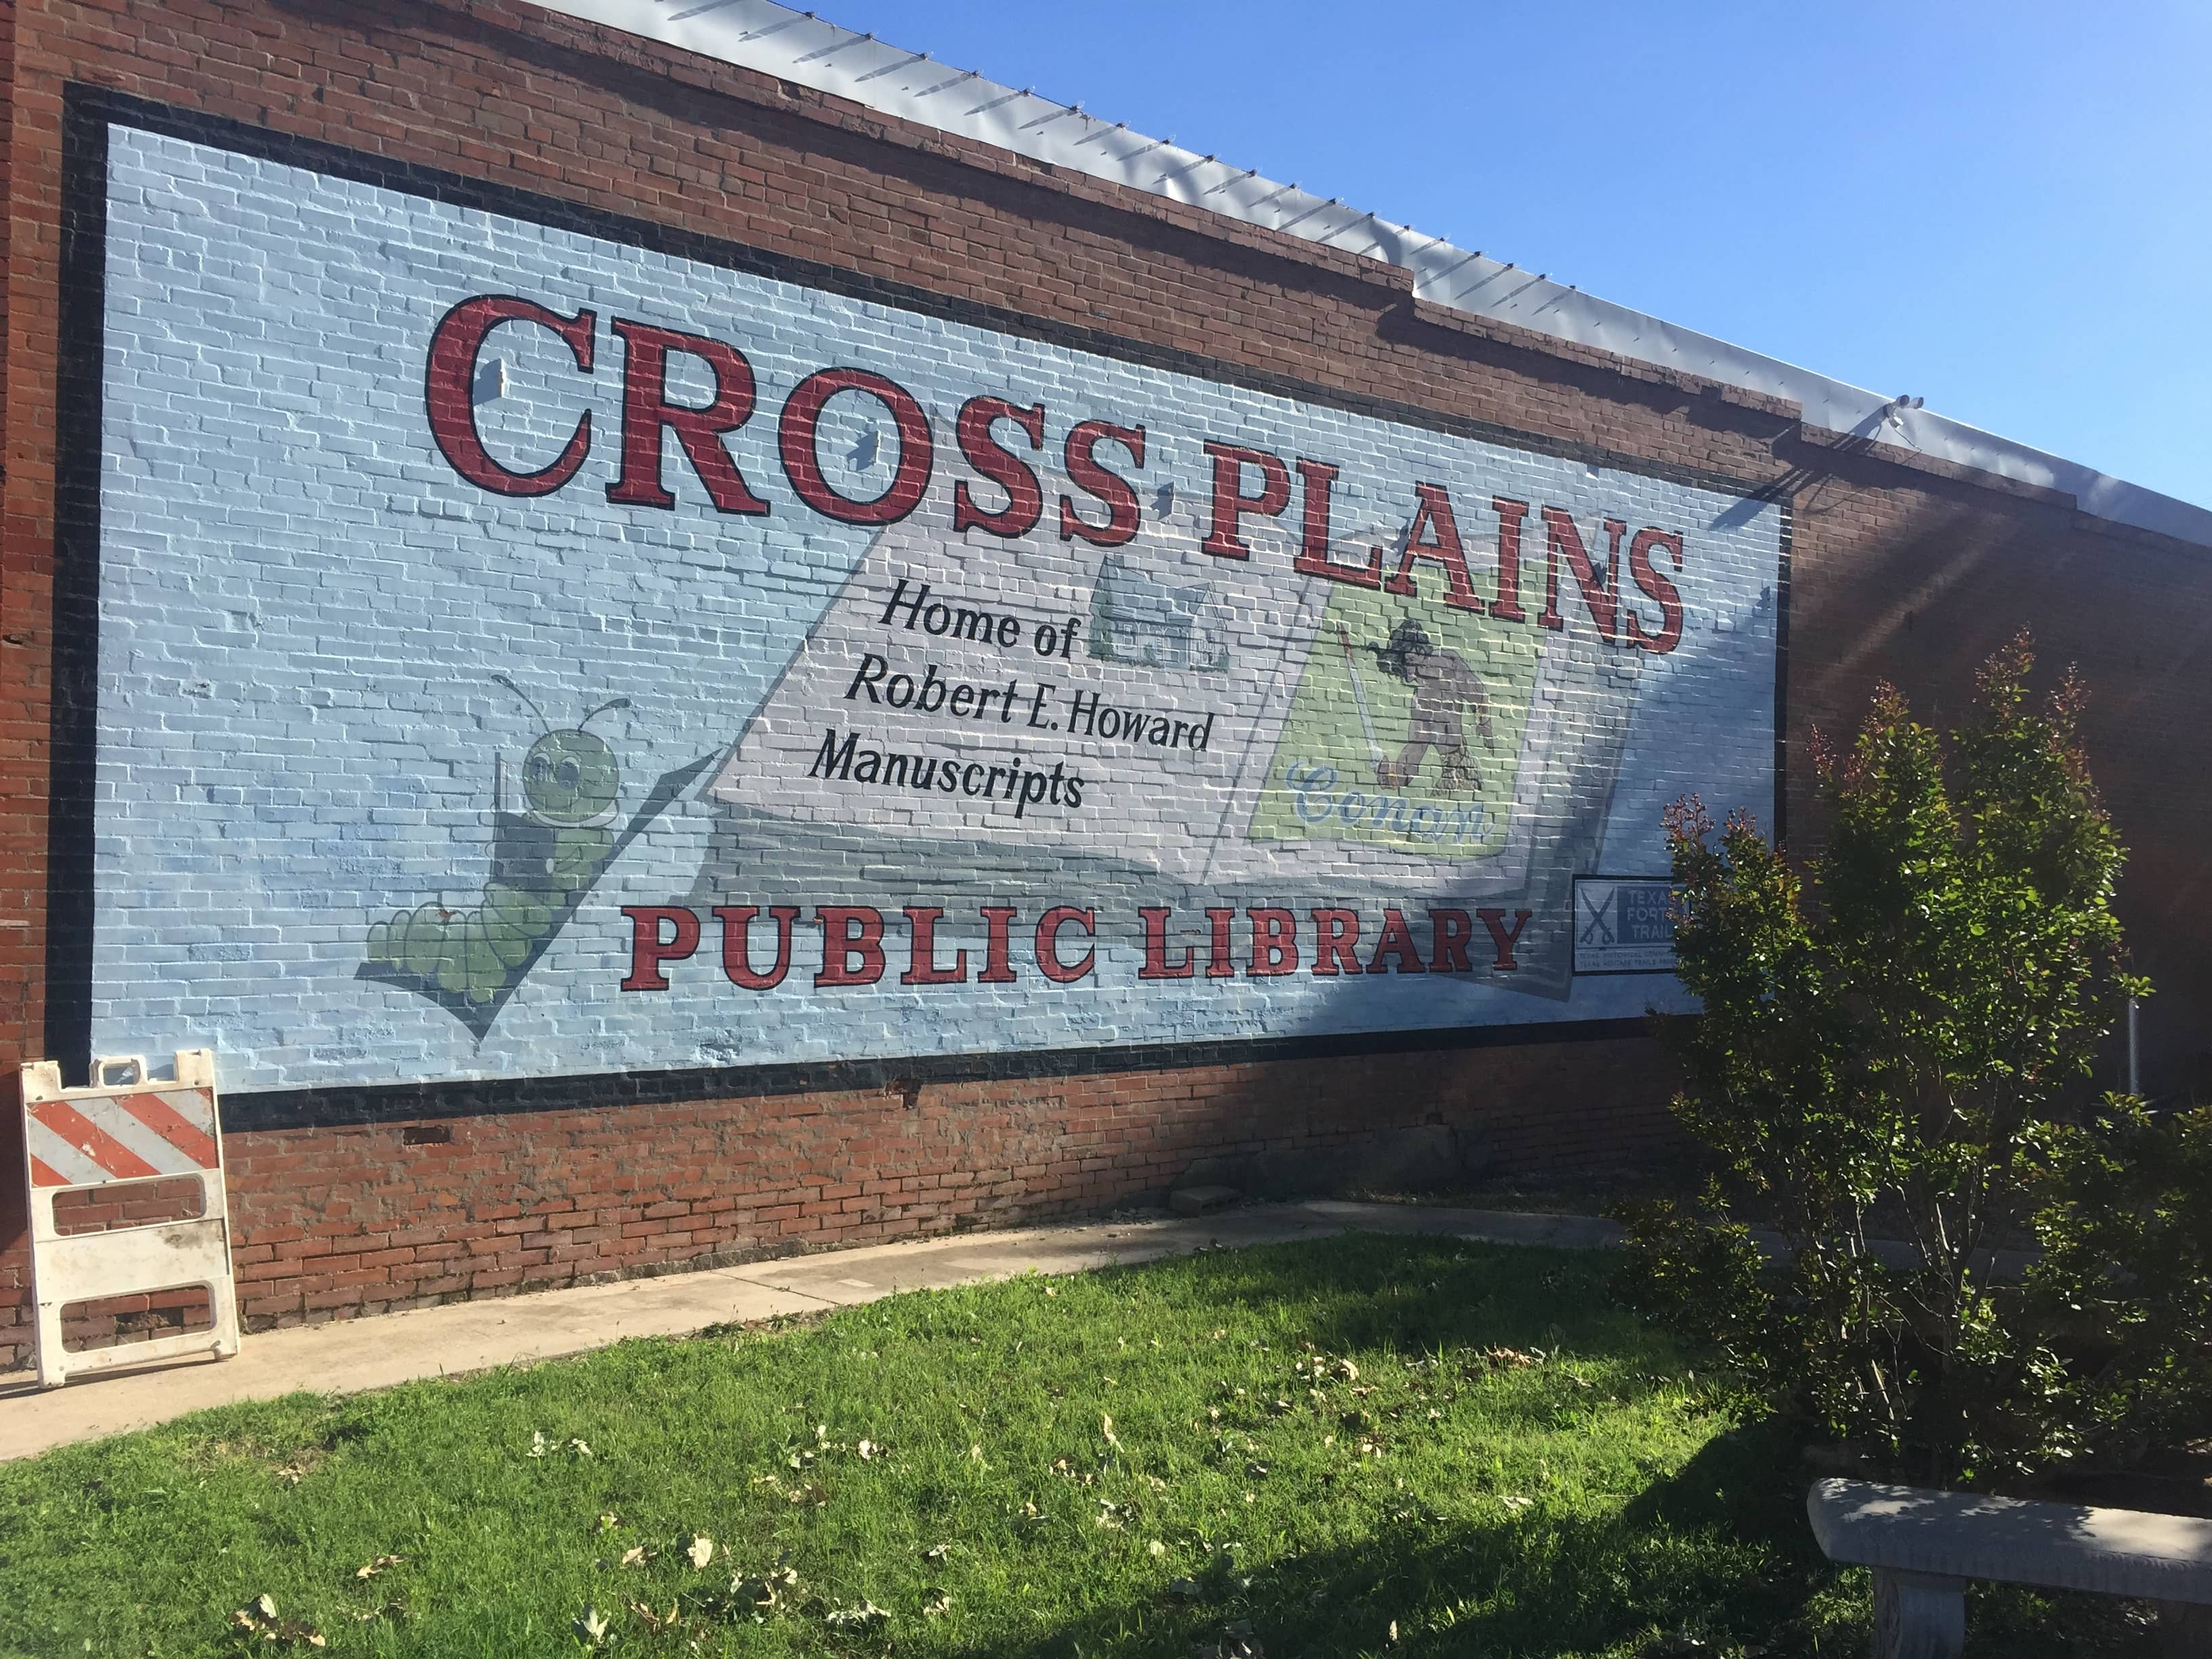 CROSS PLAINS
Home of
Robert E. Howard
Manuscripts
Conan
PUBLIC LIBRARY
TEXAS
FORTS
TRAIL